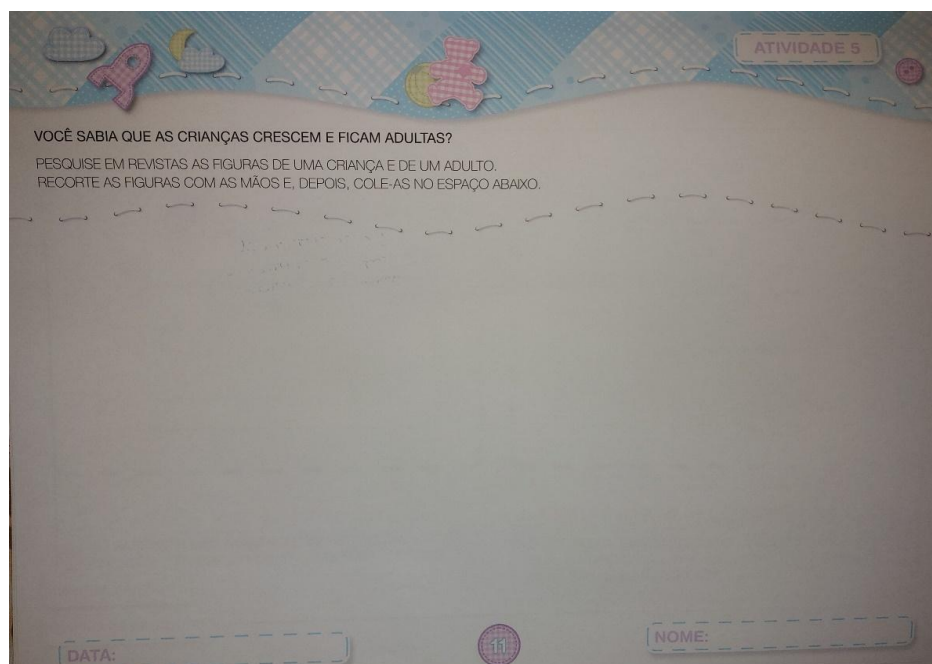 ATIVIDADE 5
VOCÊ SABIA QUE AS CRIANÇAS CRESCEM E FICAM ADULTAS?
PESQUISE EM REVISTAS AS FIGURAS DE UMA CRIANÇA E DE UM ADULTO.
RECORTE AS FIGURAS COM AS MÃOS E, DEPOIS, COLE-AS NO ESPAÇO ABAIXO.
DATA:
11
NOME: